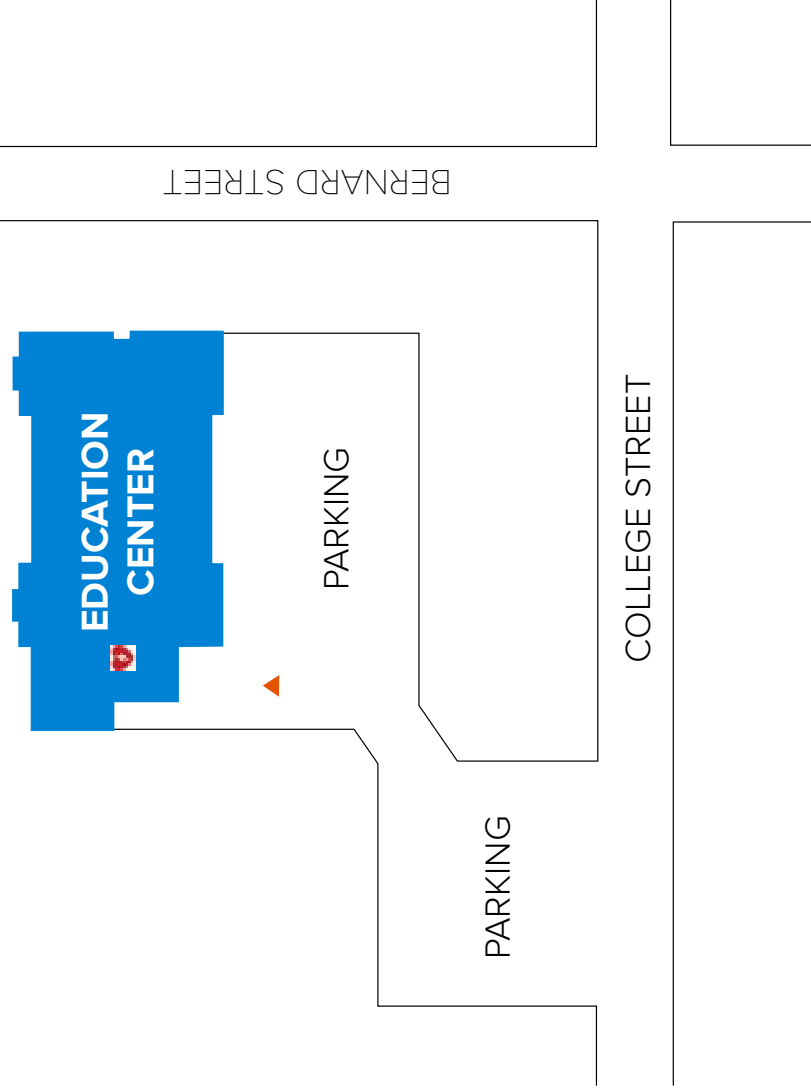 BERNARD STREET
EDUCATION
CENTER
PARKING
COLLEGE STREET
PARKING